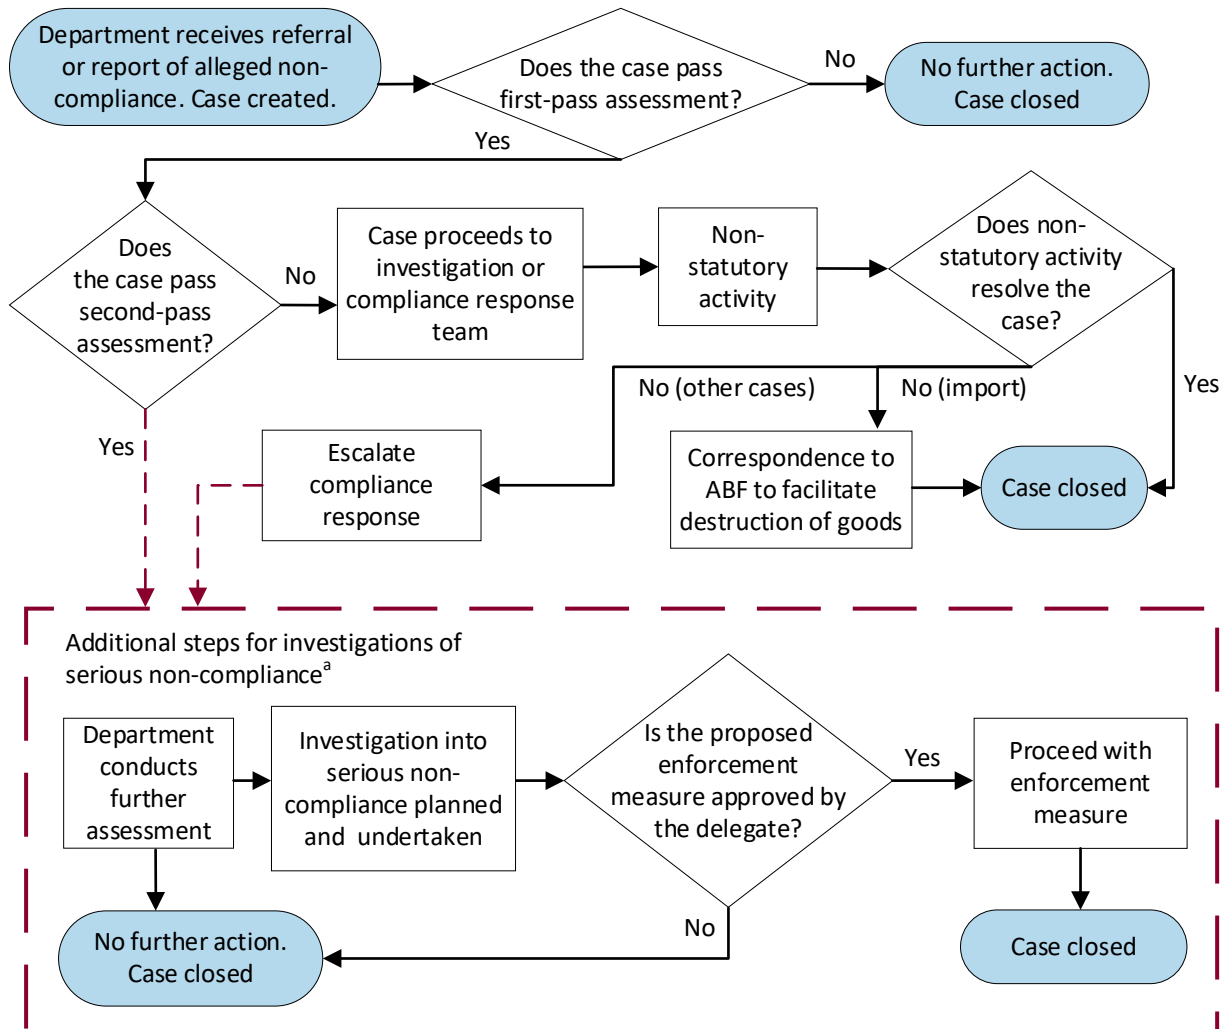 Department receives referral
or report of alleged non-
compliance. Case created.
Does the case pass
first-pass assessment?
No
No further action.
Case closed
Yes
Does
the case pass
second-pass
assessment?
No
Case proceeds to
investigation or
compliance response
team
Non-
statutory
activity
Does non-
statutory activity
resolve the
case?
No (other cases)
No (import)
Yes
Yes
Escalate
compliance
response
Correspondence to
ABF to facilitate
destruction of goods
Case closed
Additional steps for investigations of
serious non-compliancea
Department
conducts
further
assessment
Investigation into
serious non-
compliance planned
and undertaken
Is the proposed
enforcement
measure approved by
the delegate?
Yes
Proceed with
enforcement
measure
No
No further action.
Case closed
Case closed